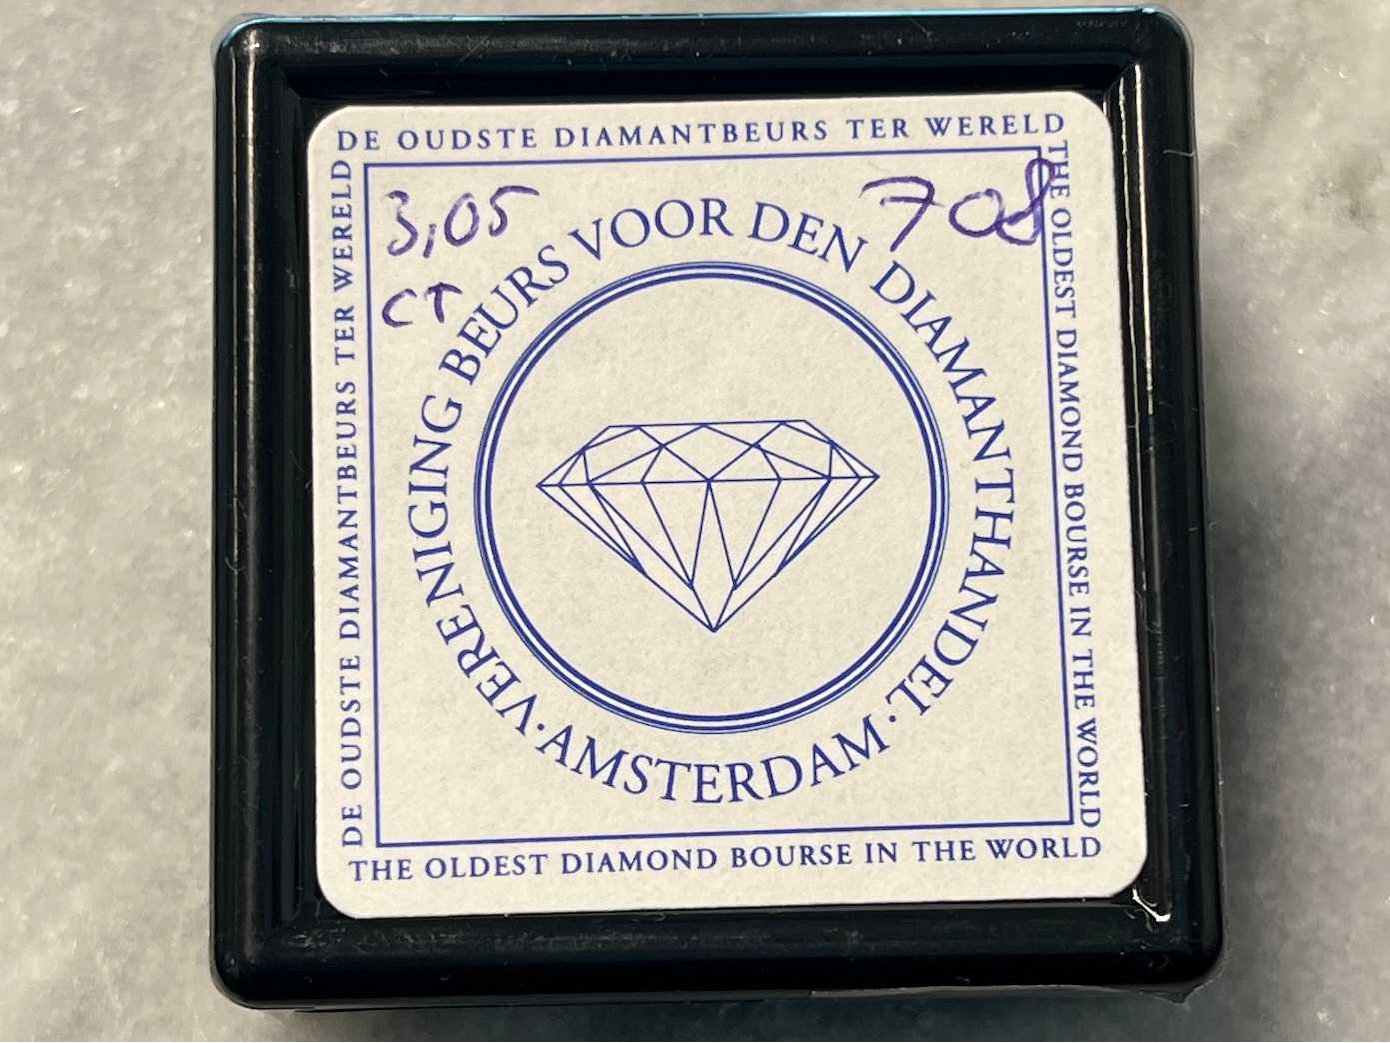 DE OUDSTE DIAMANTBEURS TER WERELD
DE OUDSTE DIAMANTBEURS TER WERELD
THE OLDEST DIAMOND BOURSE IN THE WORLD
3,05
CT
708
VERENIGING BEURS VOOR DEN DIAMANTHANDEL
· AMSTERDAM ·
THE OLDEST DIAMOND BOURSE IN THE WORLD